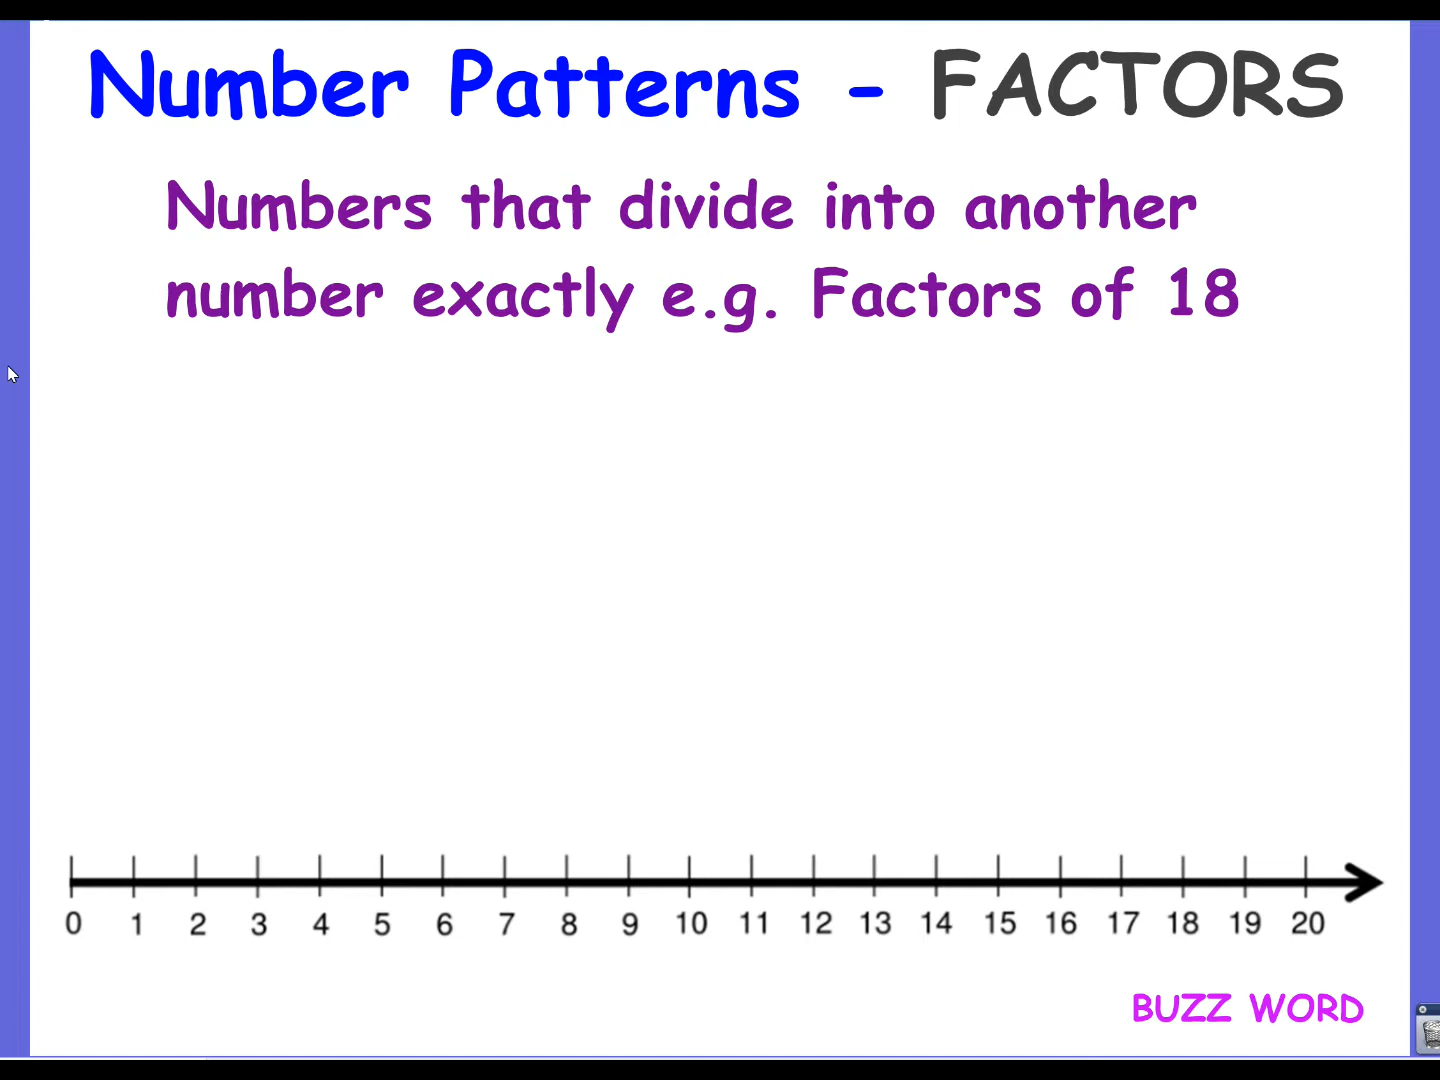 Number Patterns - FACTORS
Numbers that divide into another
number exactly e.g. Factors of 18
0 1 2 3 4 5 6 7 8 9 10 11 12 13 14 15 16 17 18 19 20
BUZZ WORD